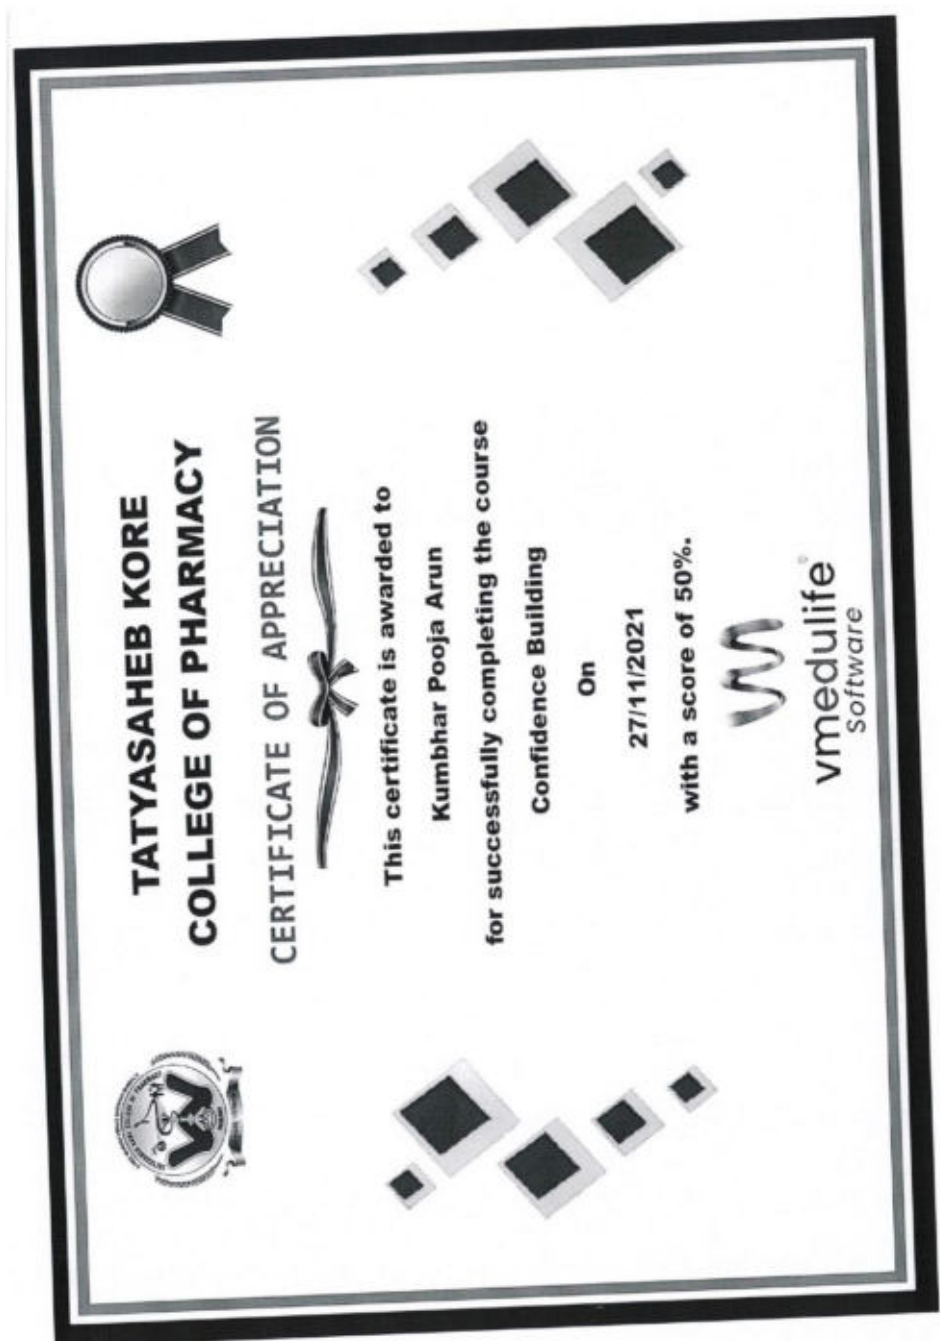 TATYASAHEB KORE
COLLEGE OF PHARMACY
CERTIFICATE OF APPRECIATION
This certificate is awarded to
Kumbhar Pooja Arun
for successfully completing the course
Confidence Building
On
27/11/2021
with a score of 50%.
vmedulife®
Software